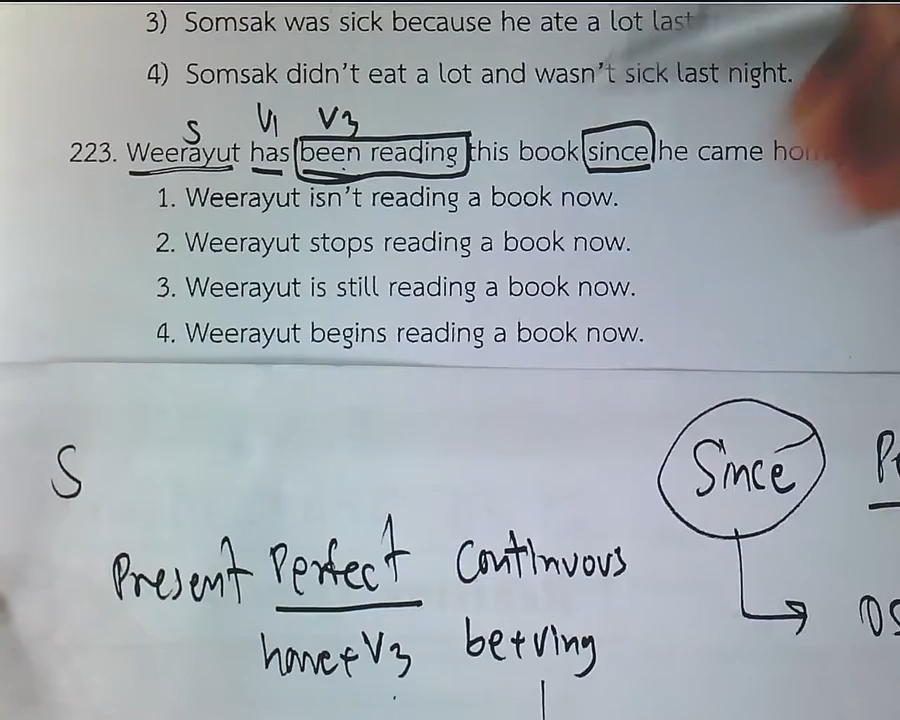 3) Somsak was sick because he ate a lot last
4) Somsak didn't eat a lot and wasn't sick last night.
S V1 V3
223. Weerayut has been reading this book since he came
1. Weerayut isn't reading a book now.
2. Weerayut stops reading a book now.
3. Weerayut is still reading a book now.
4. Weerayut begins reading a book now.
Since
S
Present Perfect Continuous
have+V3 be+ving